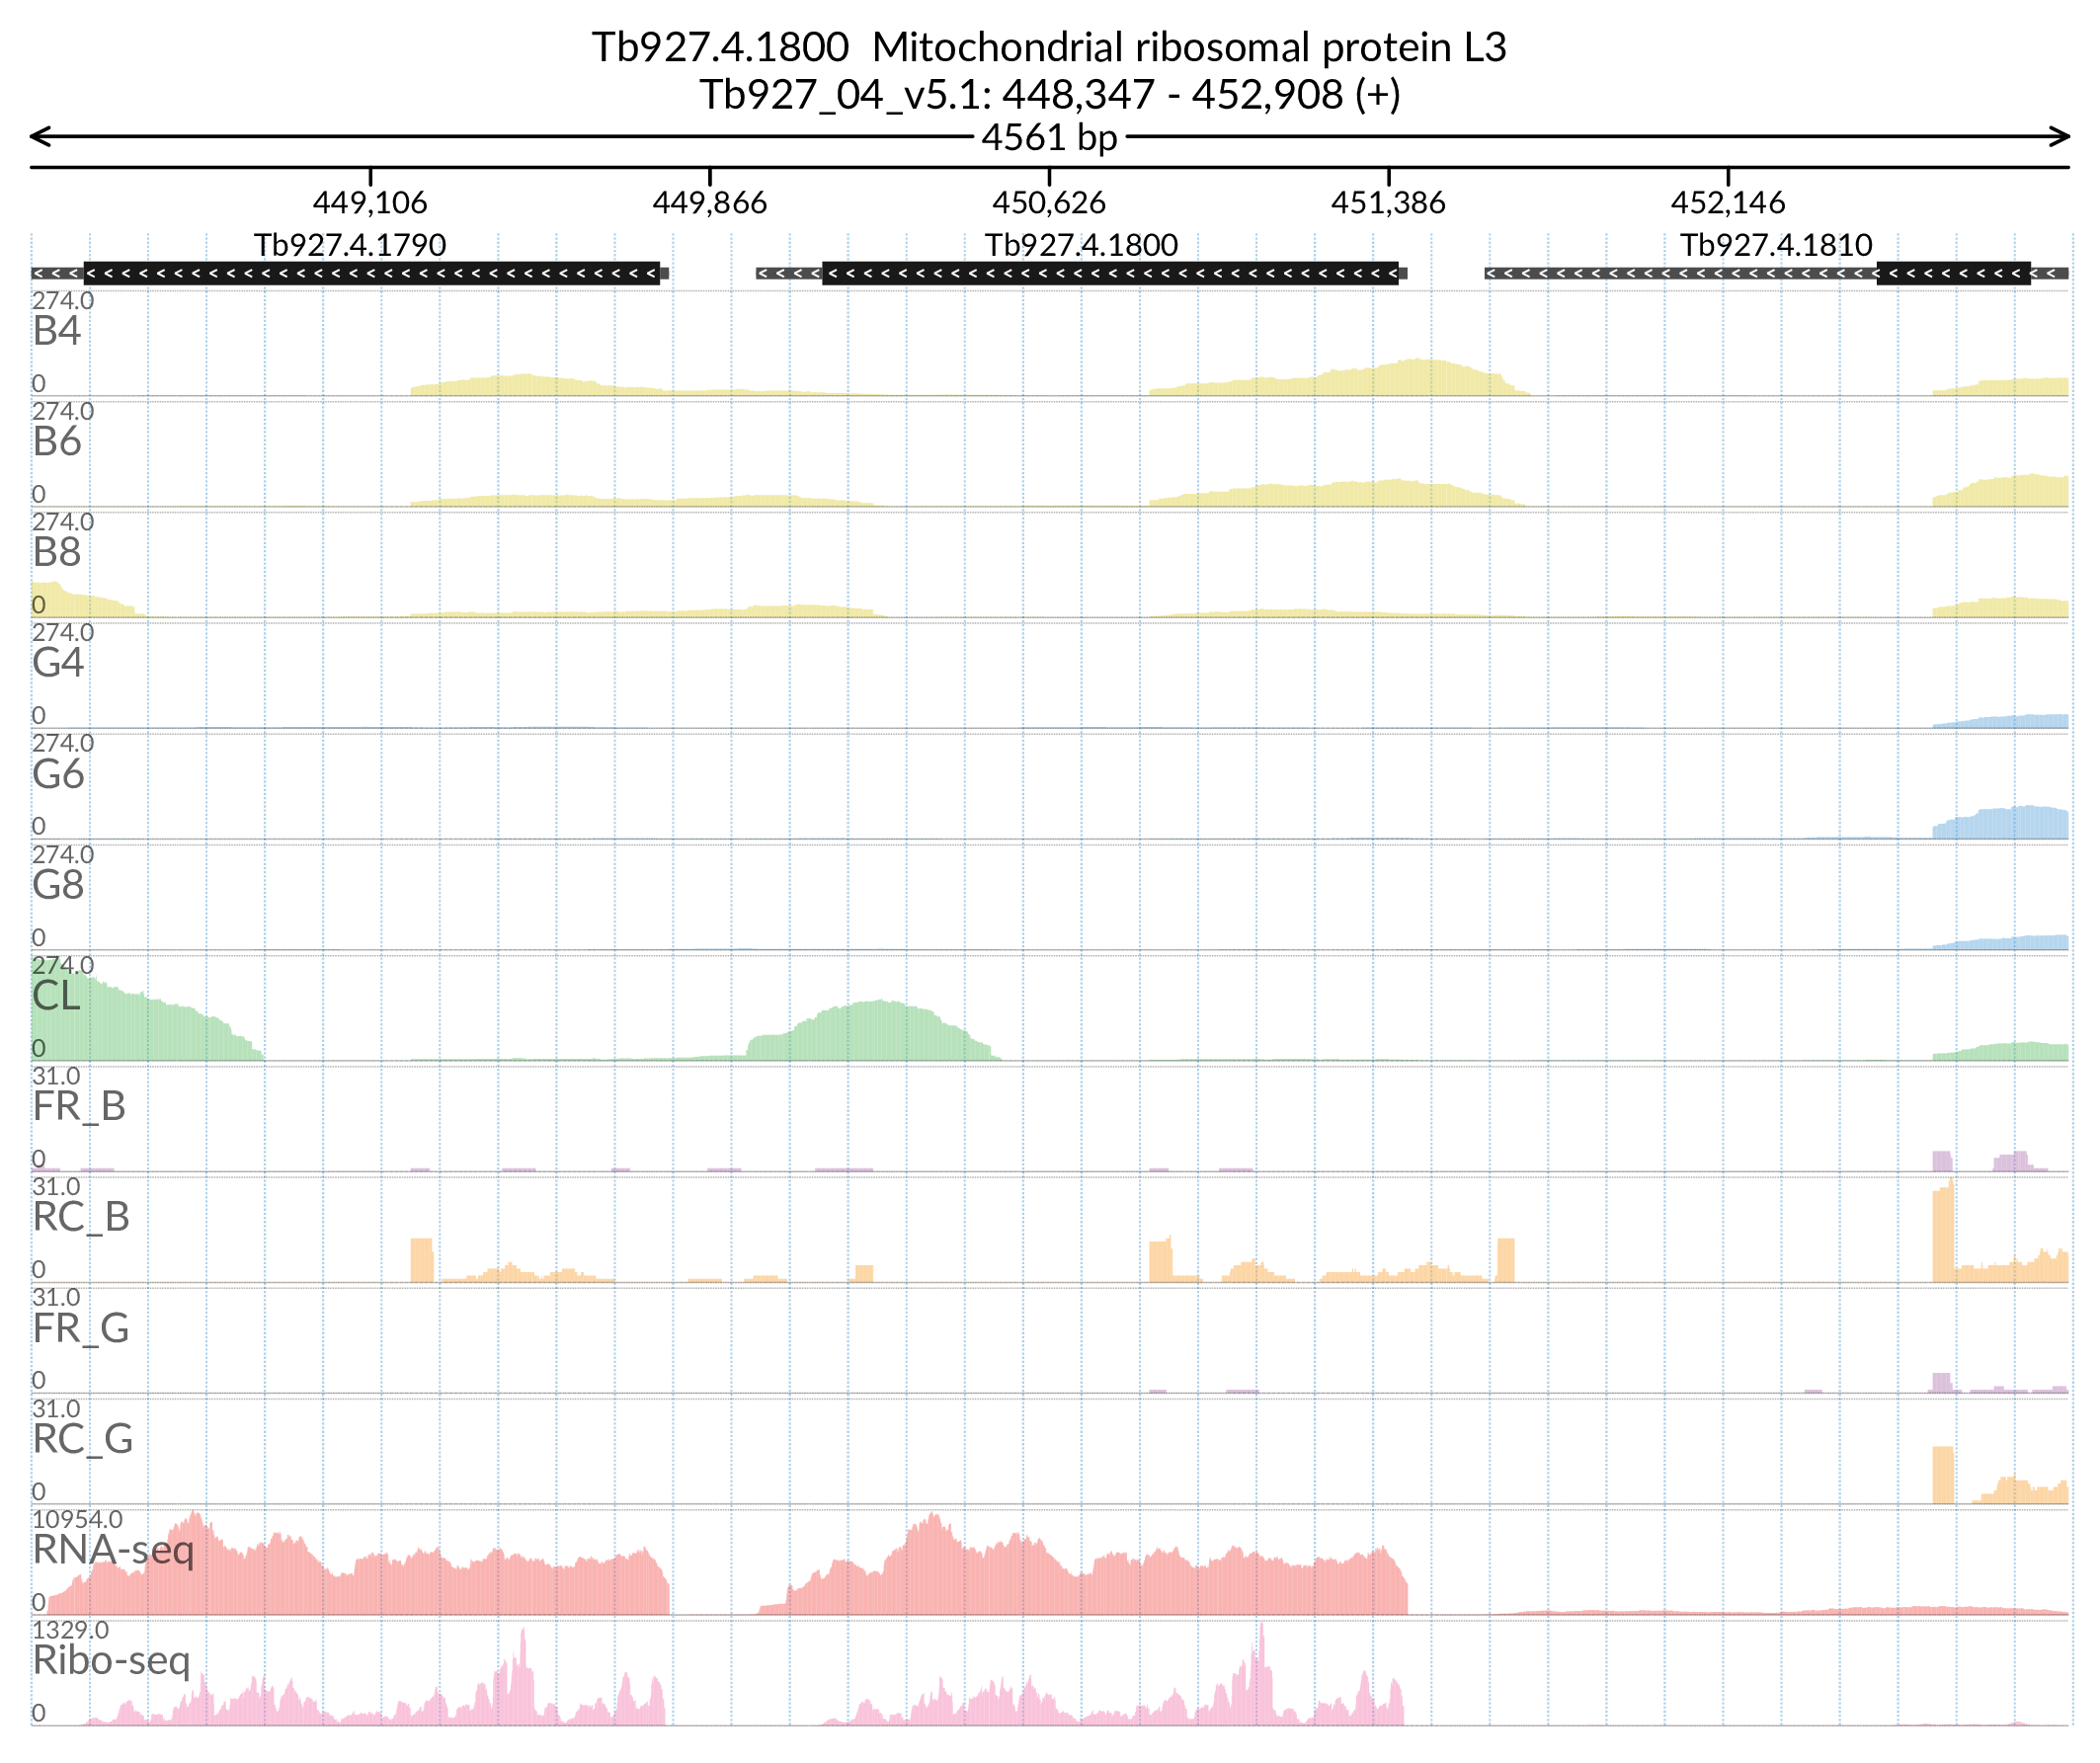 Tb927.4.1800 Mitochondrial ribosomal protein L3
Tb927_04_v5.1: 448,347 - 452,908 (+)
4561 bp
449,106 449,866 450,626 451,386 452,146
Tb927.4.1790 Tb927.4.1800 Tb927.4.1810
274.0
B4
0
274.0
B6
0
274.0
B8
0
274.0
G4
0
274.0
G6
0
274.0
G8
0
274.0
CL
0
31.0
FR_B
0
31.0
RC_B
0
31.0
FR_G
0
31.0
RC_G
0
10954.0
RNA-seq
0
1329.0
Ribo-seq
0